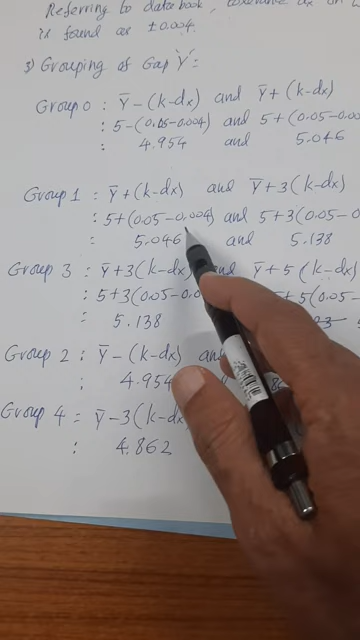 Referring to databook, tolerance dx on
is found as ±0.004.
3) Grouping of Gap 'Y':
Group 0 : ȳ-(k-dx) and ȳ+(k-dx)
: 5-(0.05-0.004) and 5+(0.05-0.004
: 4.954 and 5.046
Group 1 : ȳ+(k-dx) and ȳ+3(k-dx)
: 5+(0.05-0.004) and 5+3(0.05-0
: 5.046 and 5.138
Group 3 : ȳ+3(k-dx) and ȳ+5(k-dx)
: 5+3(0.05-0.0 5+5(0.05-
: 5.138
Group 2 : ȳ-(k-dx) and
: 4.954
Group 4 = ȳ-3(k-dx
: 4.862